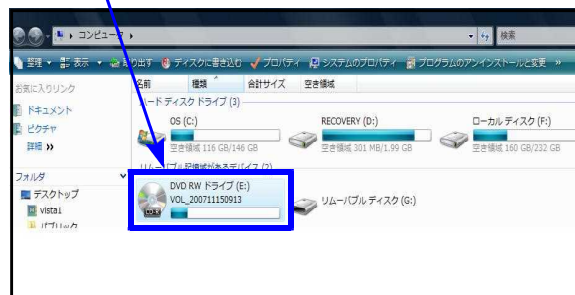 コンピュータ
検索
整理 表示 取り出す ディスクに書き込む プロパティ システムのプロパティ プログラムのアンインストールと変更 »
お気に入りリンク
ドキュメント
ピクチャ
詳細 »
フォルダ
デスクトップ
vista1
パブリック
名前 種類 合計サイズ 空き領域
ハード ディスク ドライブ (3)
OS (C:)
空き領域 116 GB/146 GB
RECOVERY (D:)
空き領域 301 MB/1.99 GB
ローカル ディスク (F:)
空き領域 160 GB/232 GB
リムーバブル記憶域があるデバイス (2)
DVD RW ドライブ (E:)
VOL_200711150913
CD-R
リムーバブル ディスク (G:)